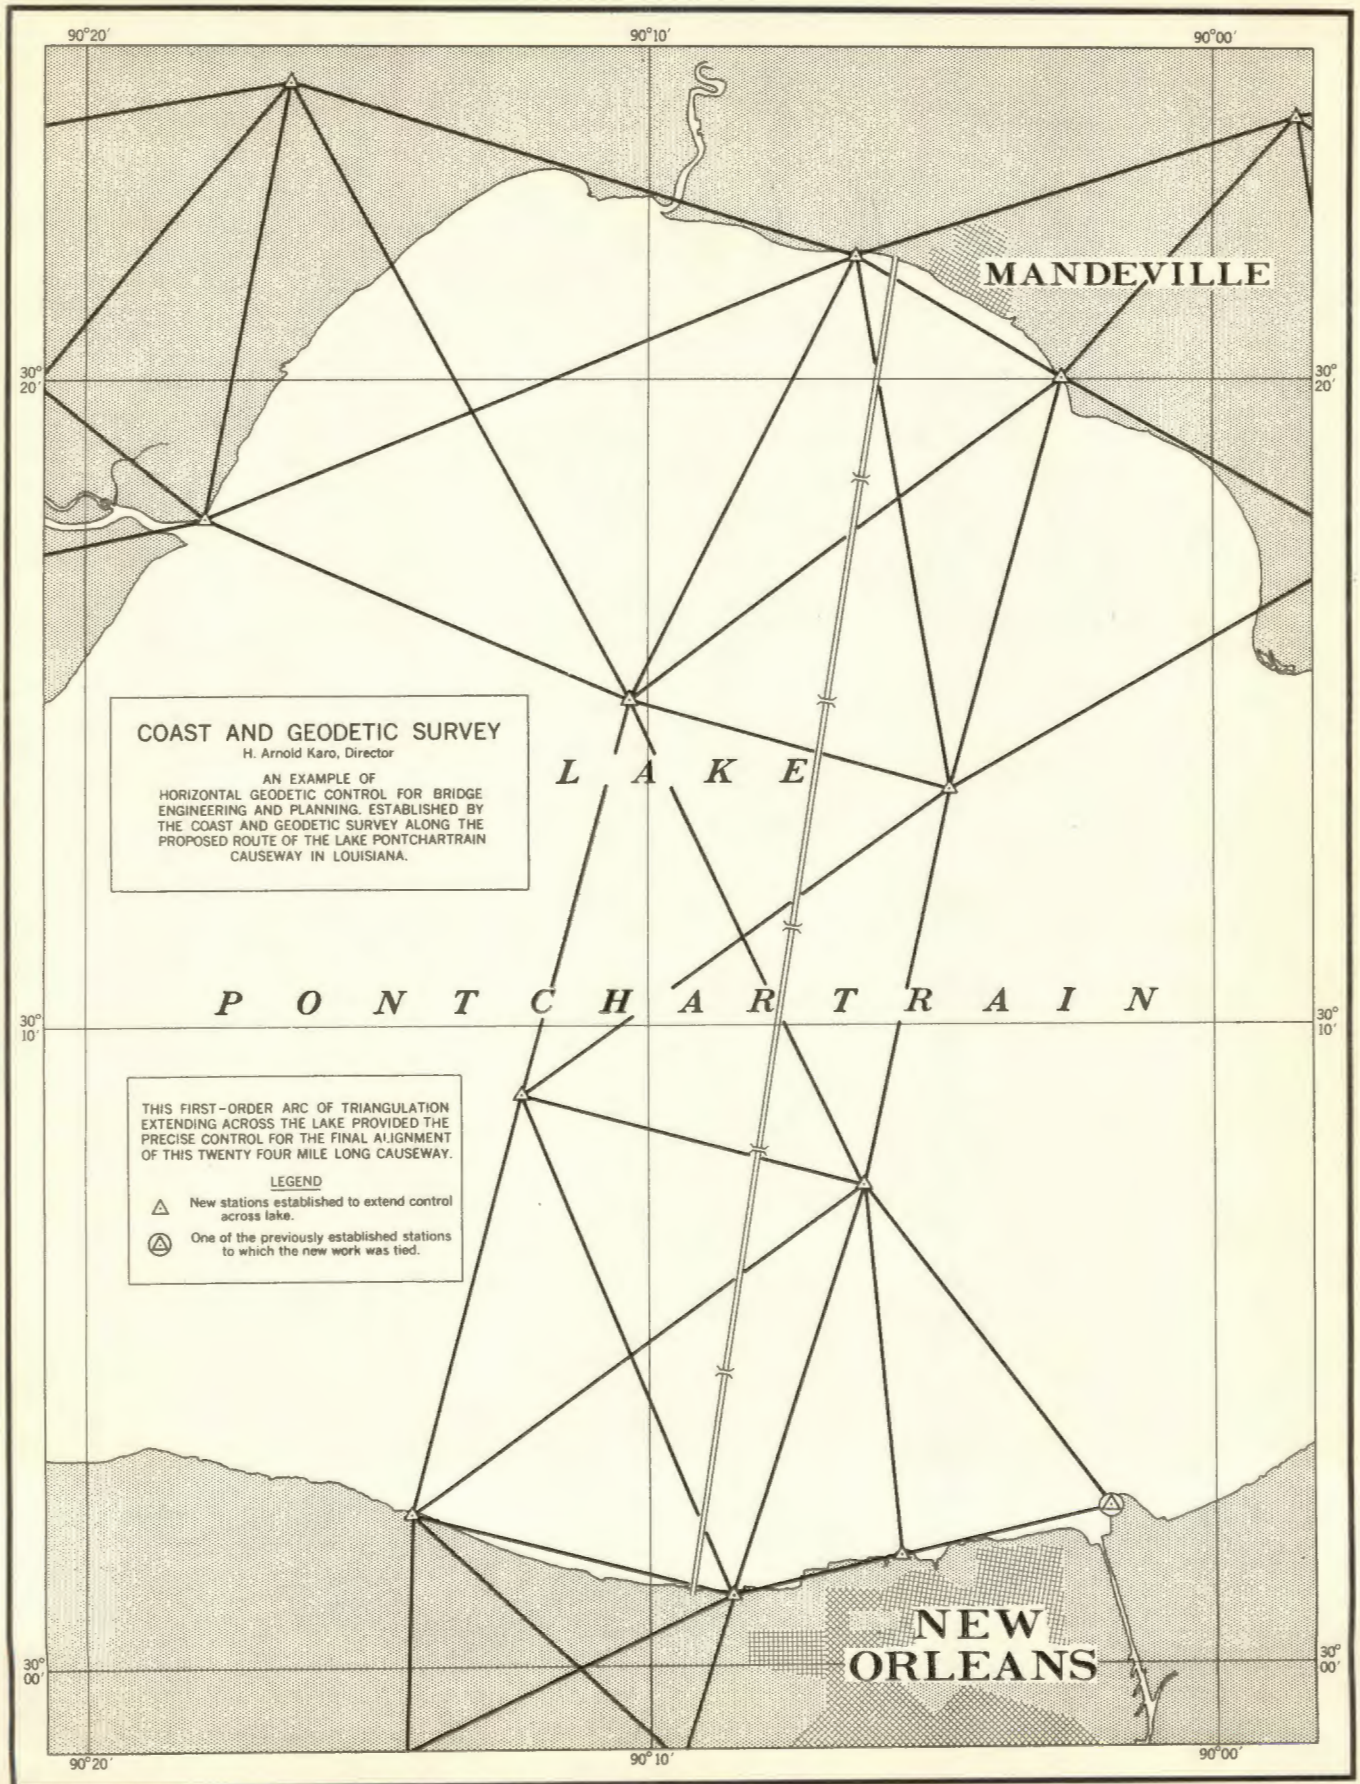 90°20′ 90°10′ 90°00′
MANDEVILLE
30°
20′
30°
20′
COAST AND GEODETIC SURVEY
H. Arnold Karo, Director
AN EXAMPLE OF
HORIZONTAL GEODETIC CONTROL FOR BRIDGE
ENGINEERING AND PLANNING. ESTABLISHED BY
THE COAST AND GEODETIC SURVEY ALONG THE
PROPOSED ROUTE OF THE LAKE PONTCHARTRAIN
CAUSEWAY IN LOUISIANA.
LAKE
PONTCHARTRAIN
30°
10′
30°
10′
THIS FIRST-ORDER ARC OF TRIANGULATION
EXTENDING ACROSS THE LAKE PROVIDED THE
PRECISE CONTROL FOR THE FINAL ALIGNMENT
OF THIS TWENTY FOUR MILE LONG CAUSEWAY.
LEGEND
New stations established to extend control
across lake.
One of the previously established stations
to which the new work was tied.
NEW
ORLEANS
30°
00′
30°
00′
90°20′ 90°10′ 90°00′